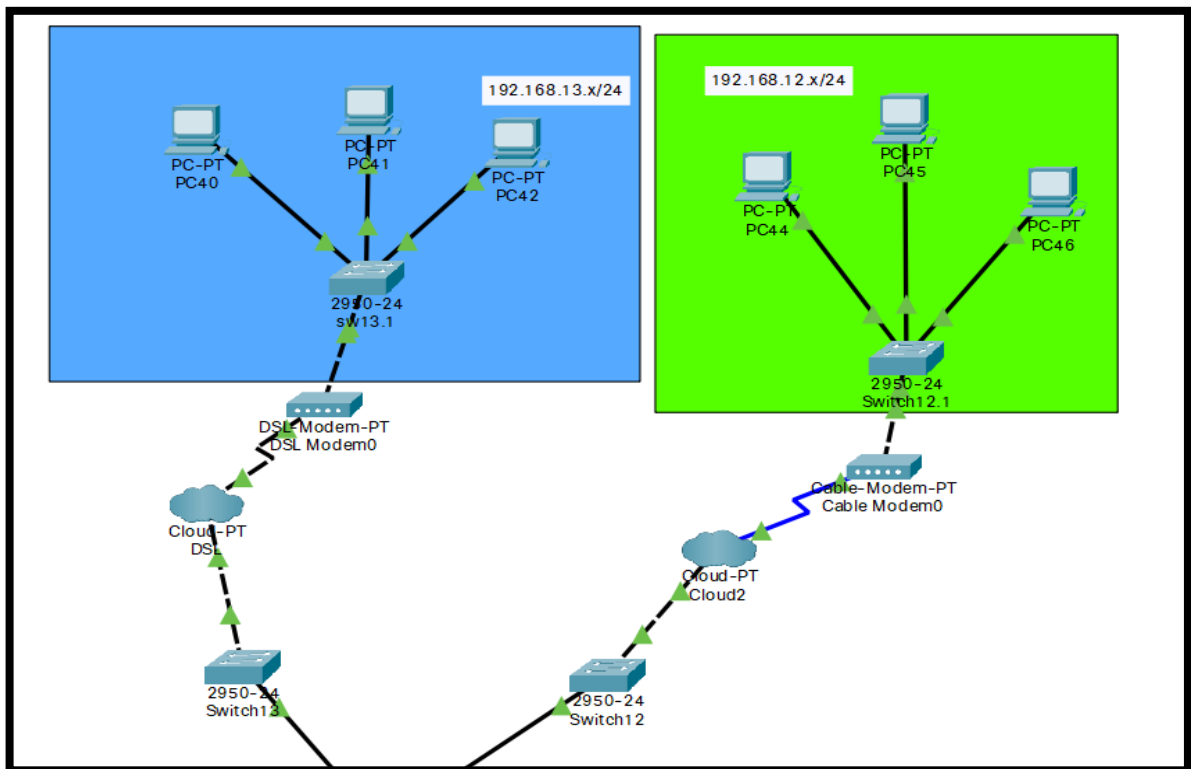 192.168.13.x/24
PC-PT
PC40
PC-PT
PC41
PC-PT
PC42
2950-24
sw13.1
192.168.12.x/24
PC-PT
PC45
PC-PT
PC44
PC-PT
PC46
2950-24
Switch12.1
DSL-Modem-PT
DSL Modem0
Cloud-PT
DSL
2950-24
Switch13
Cable-Modem-PT
Cable Modem0
Cloud-PT
Cloud2
2950-24
Switch12